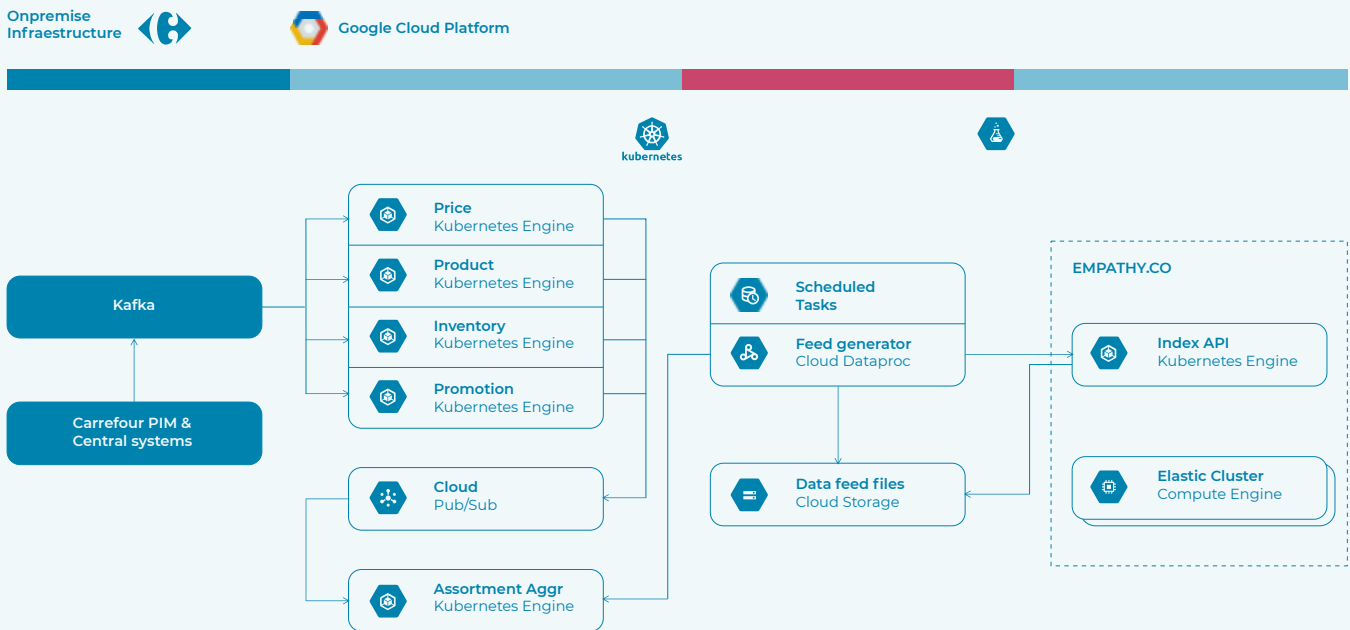 Onpremise
Infraestructure
Google Cloud Platform
kubernetes
Price
Kubernetes Engine
Product
Kubernetes Engine
Inventory
Kubernetes Engine
Promotion
Kubernetes Engine
Kafka
Carrefour PIM &
Central systems
Cloud
Pub/Sub
Assortment Aggr
Kubernetes Engine
Scheduled
Tasks
Feed generator
Cloud Dataproc
Data feed files
Cloud Storage
EMPATHY.CO
Index API
Kubernetes Engine
Elastic Cluster
Compute Engine